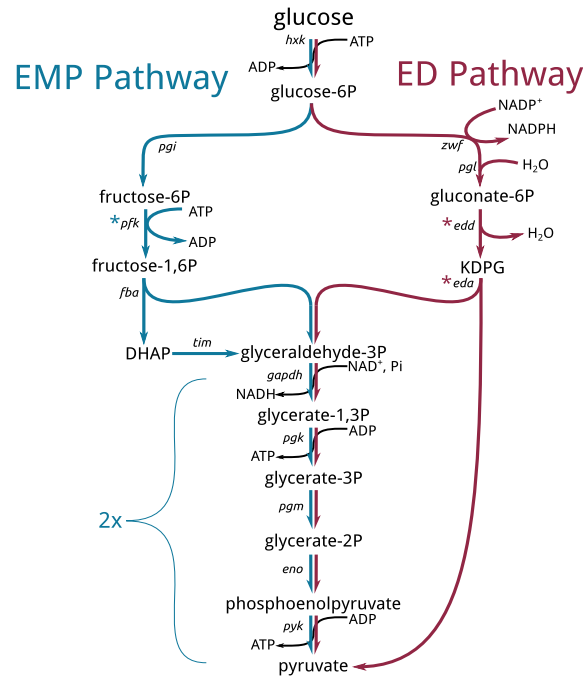 glucose
hxk
ATP
ADP
EMP Pathway
ED Pathway
glucose-6P
NADP⁺
NADPH
pgi
zwf
pgl
H₂O
fructose-6P
gluconate-6P
ATP
*pfk
*edd
ADP
H₂O
fructose-1,6P
KDPG
fba
*eda
DHAP
tim
glyceraldehyde-3P
gapdh
NAD⁺, Pi
NADH
glycerate-1,3P
pgk
ADP
ATP
glycerate-3P
pgm
2x
glycerate-2P
eno
phosphoenolpyruvate
pyk
ADP
ATP
pyruvate